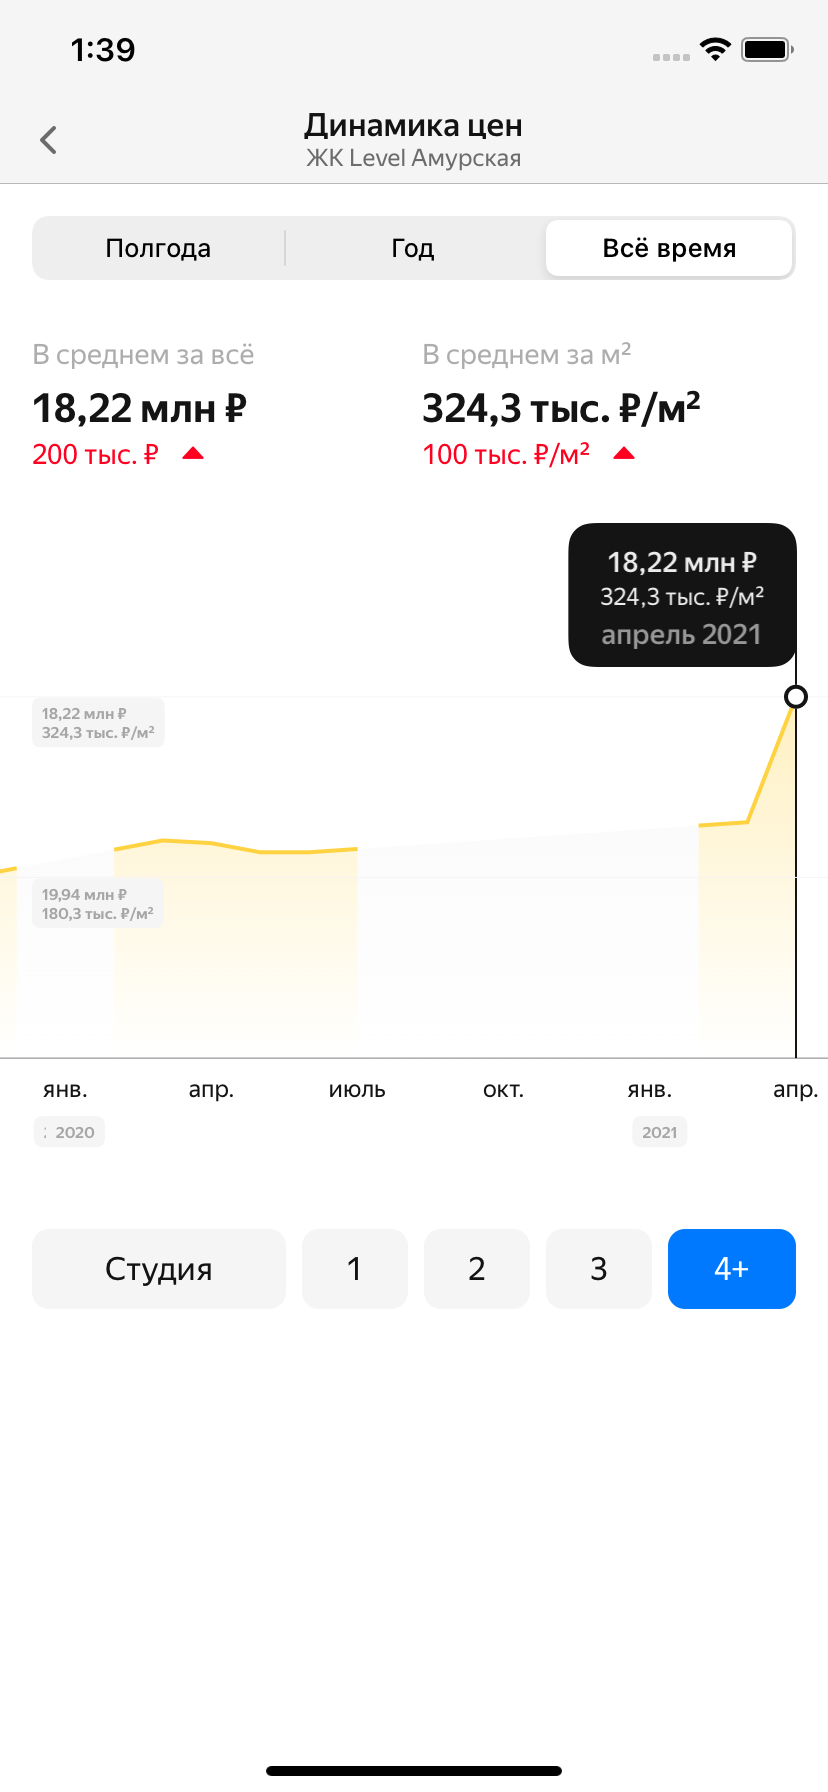 1:39
Динамика цен
ЖК Level Амурская
Полгода
Год
Всё время
В среднем за всё
18,22 млн ₽
200 тыс. ₽
В среднем за м²
324,3 тыс. ₽/м²
100 тыс. ₽/м²
18,22 млн ₽
324,3 тыс. ₽/м²
апрель 2021
18,22 млн ₽
324,3 тыс. ₽/м²
19,94 млн ₽
180,3 тыс. ₽/м²
янв. апр. июль окт. янв. апр.
2020 2021
Студия 1 2 3 4+